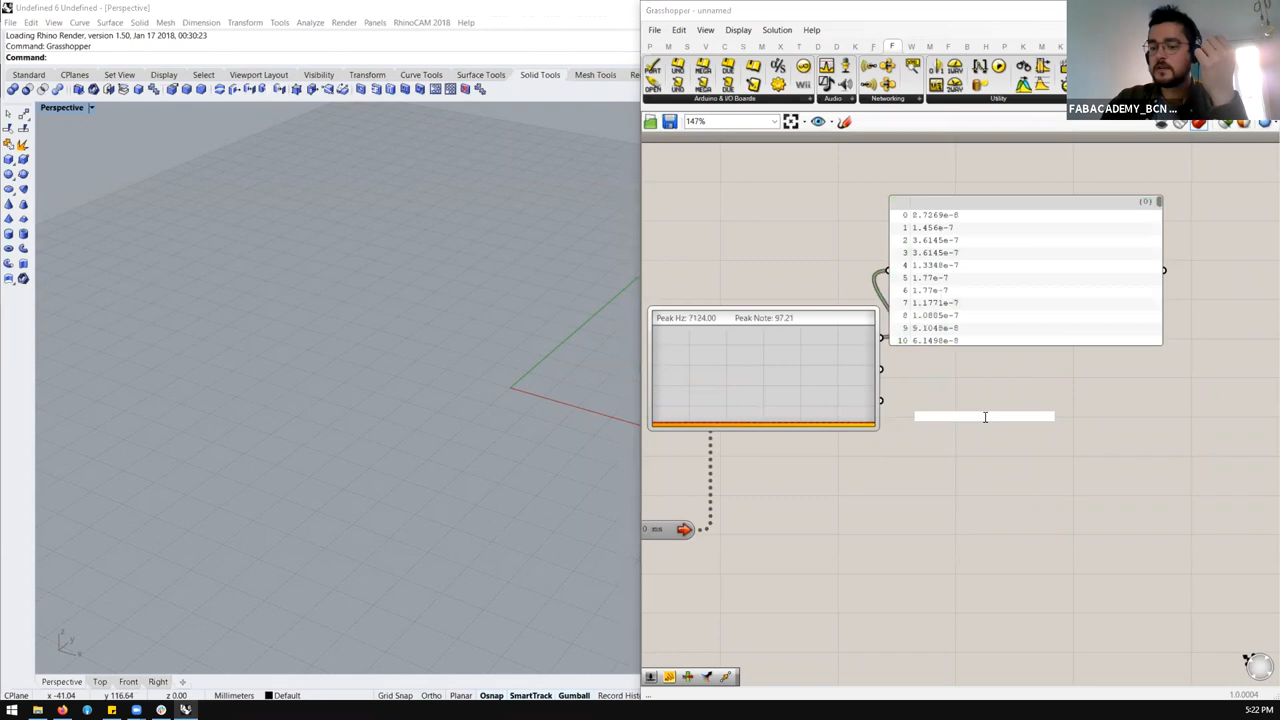 Undefined 6 Undefined - [Perspective]
File Edit View Curve Surface Solid Mesh Dimension Transform Tools Analyze Render Panels RhinoCAM 2018 Help
Loading Rhino Render, version 1.50, Jan 17 2018, 00:30:23
Command: Grasshopper
Command:
Standard CPlanes Set View Display Select Viewport Layout Visibility Transform Curve Tools Surface Tools Solid Tools Mesh Tools
Perspective
z
y
x
Perspective Top Front Right
CPlane x -41.04 y 116.64 z 0.00 Millimeters Default Grid Snap Ortho Planar Osnap SmartTrack Gumball Record Hist
Grasshopper - unnamed
File Edit View Display Solution Help
P M S V C S M X T D D K F F W M
Arduino & I/O Boards Audio Networking Utility
147%
FABACADEMY_BCN ...
(0)
0 8.7269e-8
1 1.456e-7
2 3.6145e-7
3 3.6145e-7
4 1.3348e-7
5 1.77e-7
6 1.77e-7
7 1.1771e-7
8 1.0885e-7
9 9.1048e-8
10 6.1498e-8
Peak Hz: 7124.00 Peak Note: 97.21
0 ms
...
1.0.0004
5:22 PM